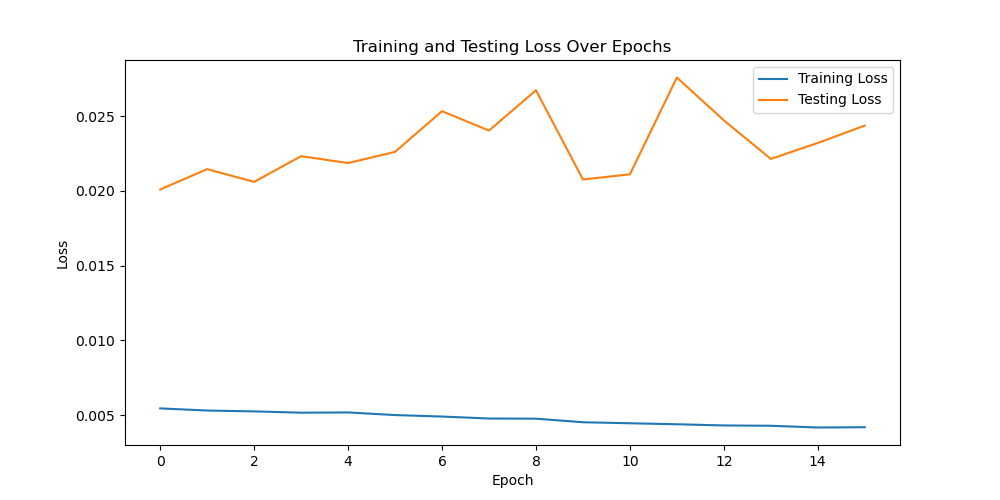 Training and Testing Loss Over Epochs
Training Loss
Testing Loss
0.025
0.020
0.015
0.010
0.005
Loss
0 2 4 6 8 10 12 14
Epoch